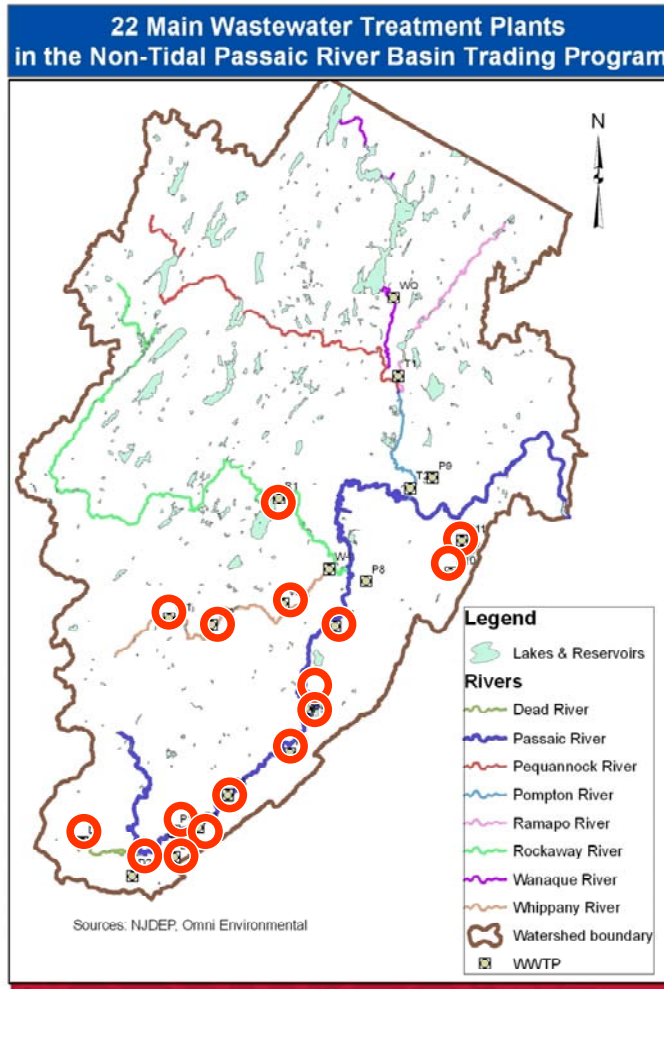 22 Main Wastewater Treatment Plants
in the Non-Tidal Passaic River Basin Trading Program
N
T1
P9
P8
Legend
Lakes & Reservoirs
Rivers
Dead River
Passaic River
Pequannock River
Pompton River
Ramapo River
Rockaway River
Wanaque River
Whippany River
Watershed boundary
WWTP
Sources: NJDEP, Omni Environmental